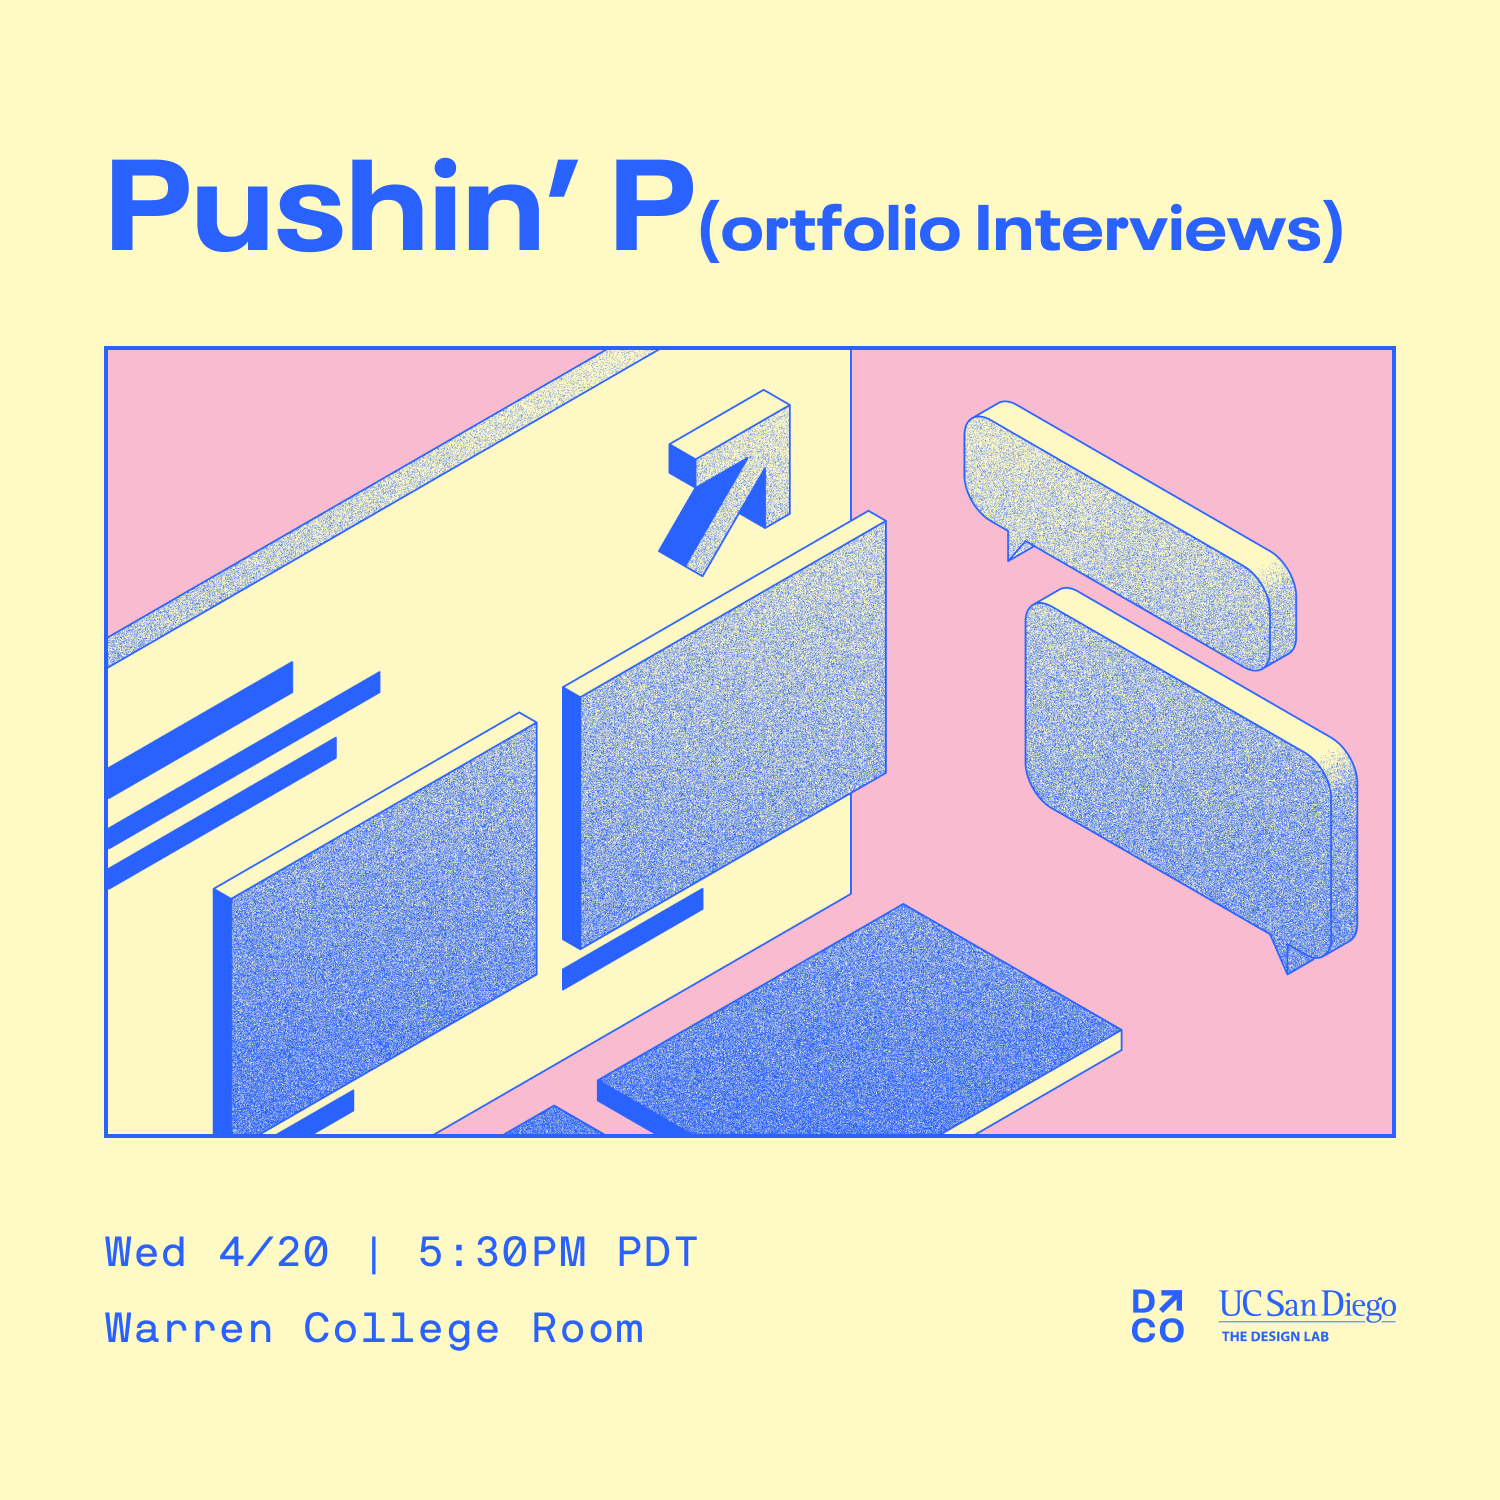 Pushin’ P(ortfolio Interviews)
Wed 4/20 | 5:30PM PDT
Warren College Room
D↗
CO
UC San Diego
THE DESIGN LAB